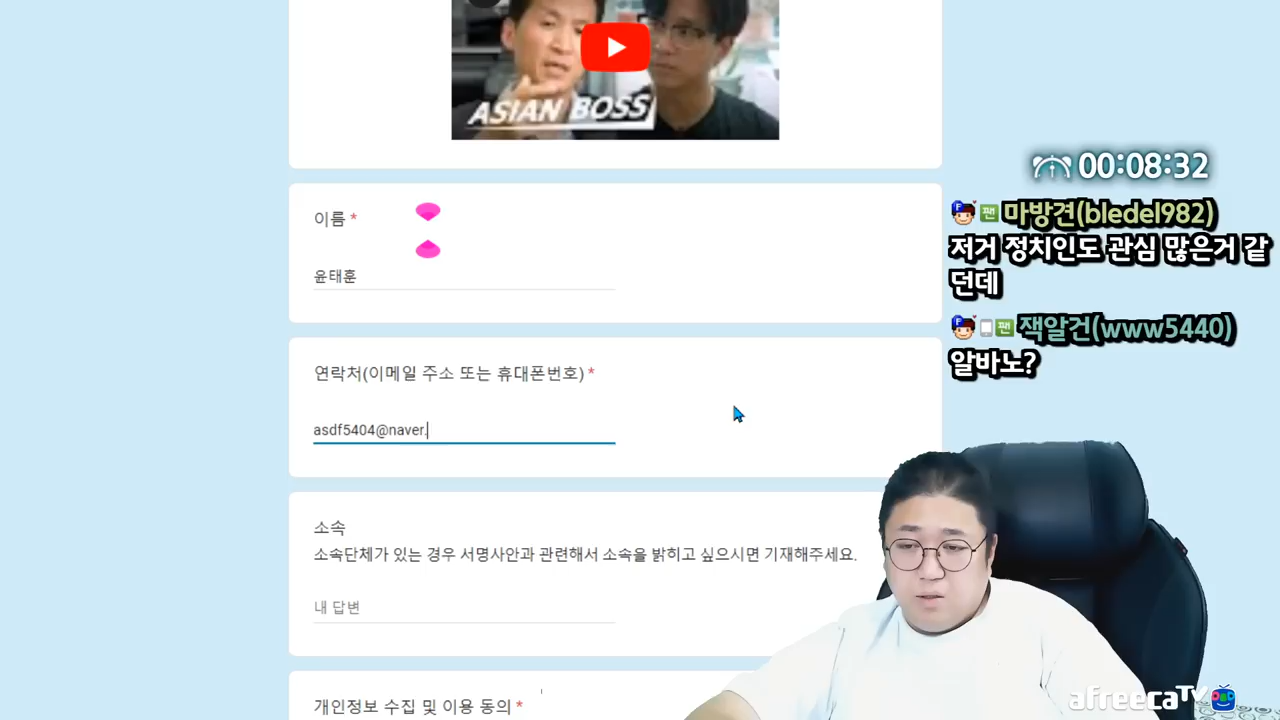 ASIAN BOSS
이름 *
윤태훈
연락처(이메일 주소 또는 휴대폰번호) *
asdf5404@naver.
소속
소속단체가 있는 경우 서명사안과 관련해서 소속을 밝히고 싶으시면 기재해주세요.
내 답변
개인정보 수집 및 이용 동의 *
00:08:32
F 팬 마방견(bledel982)
저거 정치인도 관심 많은거 같
던데
F 팬 잭알건(www5440)
알바노?
afreecaTV